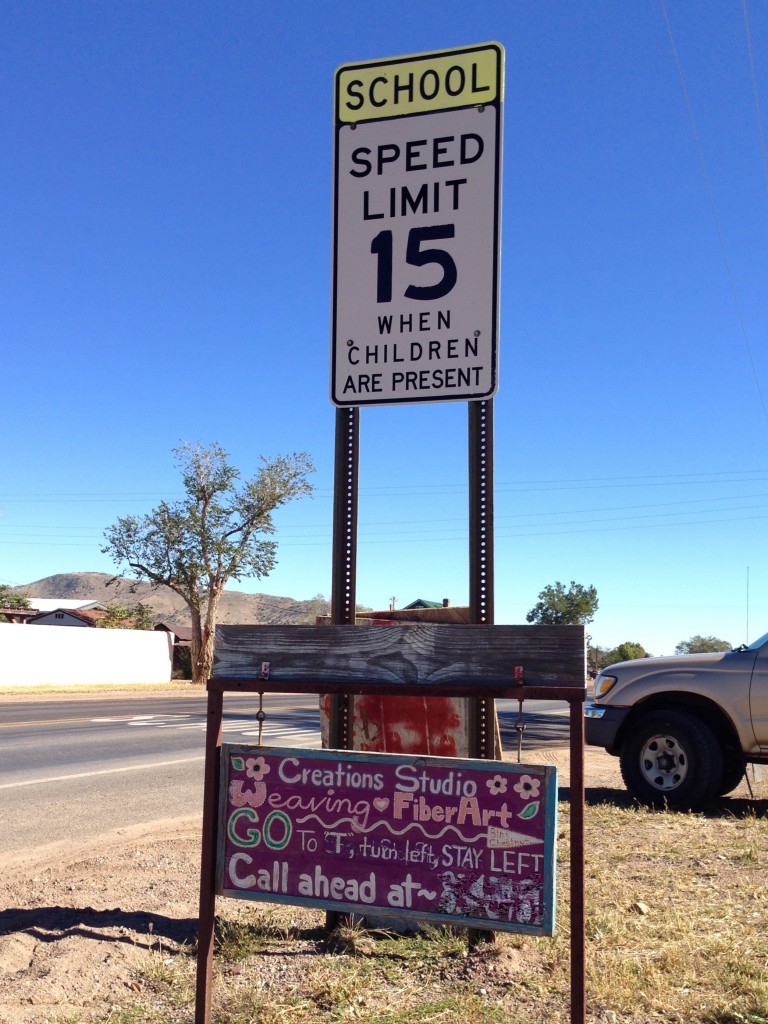 SCHOOL
SPEED
LIMIT
15
WHEN
CHILDREN
ARE PRESENT
Creations Studio
Weaving FiberArt
GO To "T", turn left, STAY LEFT
Call ahead at~